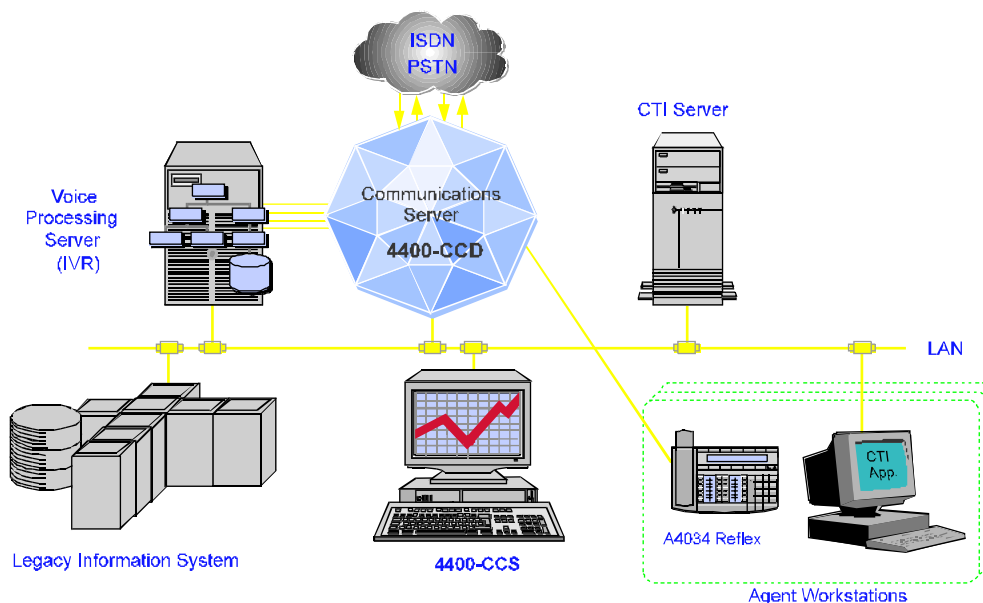 ISDN
PSTN
CTI Server
Voice
Processing
Server
(IVR)
Communications
Server
4400-CCD
LAN
CTI
App.
Legacy Information System
4400-CCS
A4034 Reflex
Agent Workstations